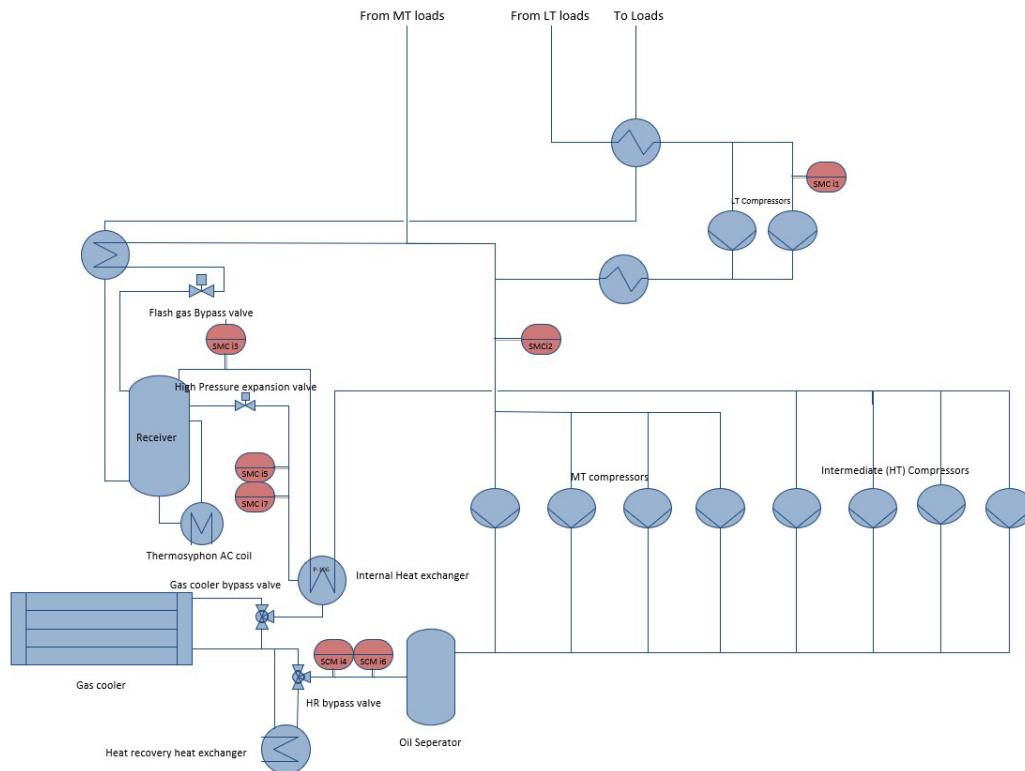 From MT loads
From LT loads
To Loads
SMC i1
LT Compressors
Flash gas Bypass valve
SMC i3
SMCi2
High Pressure expansion valve
Receiver
SMC i5
SMC i7
MT compressors
Intermediate (HT) Compressors
Thermosyphon AC coil
Internal Heat exchanger
Gas cooler bypass valve
SCM i4
SCM i6
Gas cooler
HR bypass valve
Oil Seperator
Heat recovery heat exchanger